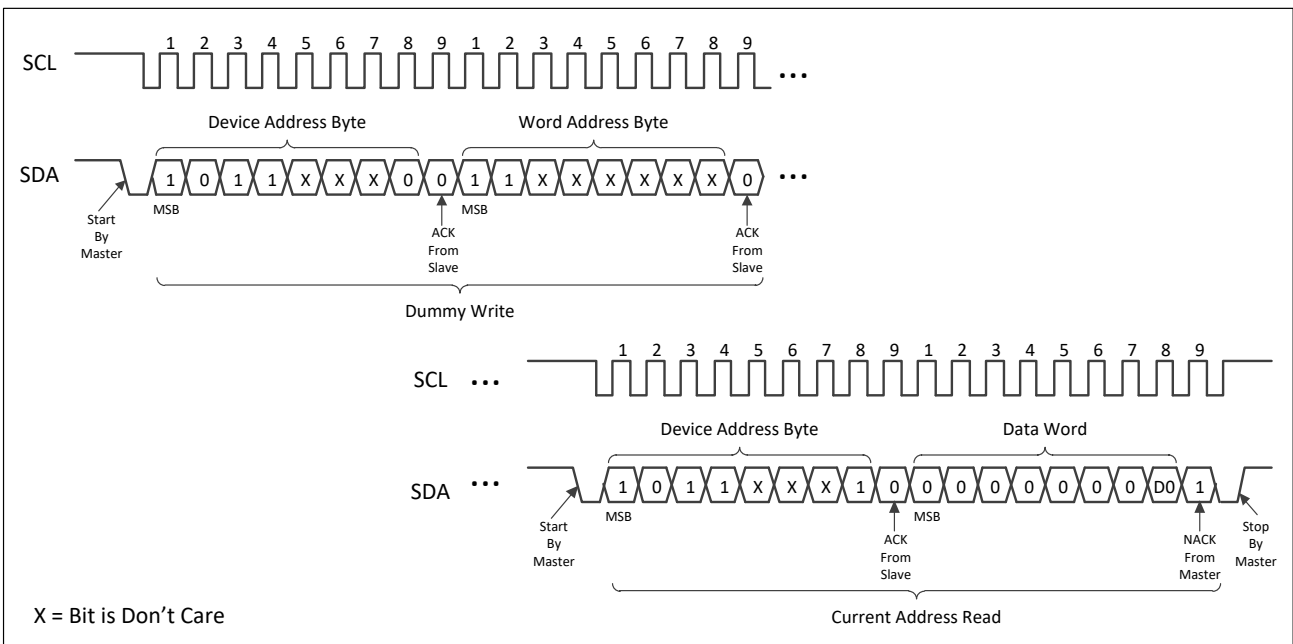 1 2 3 4 5 6 7 8 9 1 2 3 4 5 6 7 8 9
SCL
•••
Device Address Byte
Word Address Byte
SDA
1 0 1 1 X X X 0 0 1 1 X X X X X X 0
•••
MSB
MSB
Start
By
Master
ACK
From
Slave
ACK
From
Slave
Dummy Write
1 2 3 4 5 6 7 8 9 1 2 3 4 5 6 7 8 9
SCL
•••
Device Address Byte
Data Word
SDA
•••
1 0 1 1 X X X 1 0 0 0 0 0 0 0 0 D0 1
MSB
MSB
Start
By
Master
ACK
From
Slave
NACK
From
Master
Stop
By
Master
Current Address Read
X = Bit is Don't Care